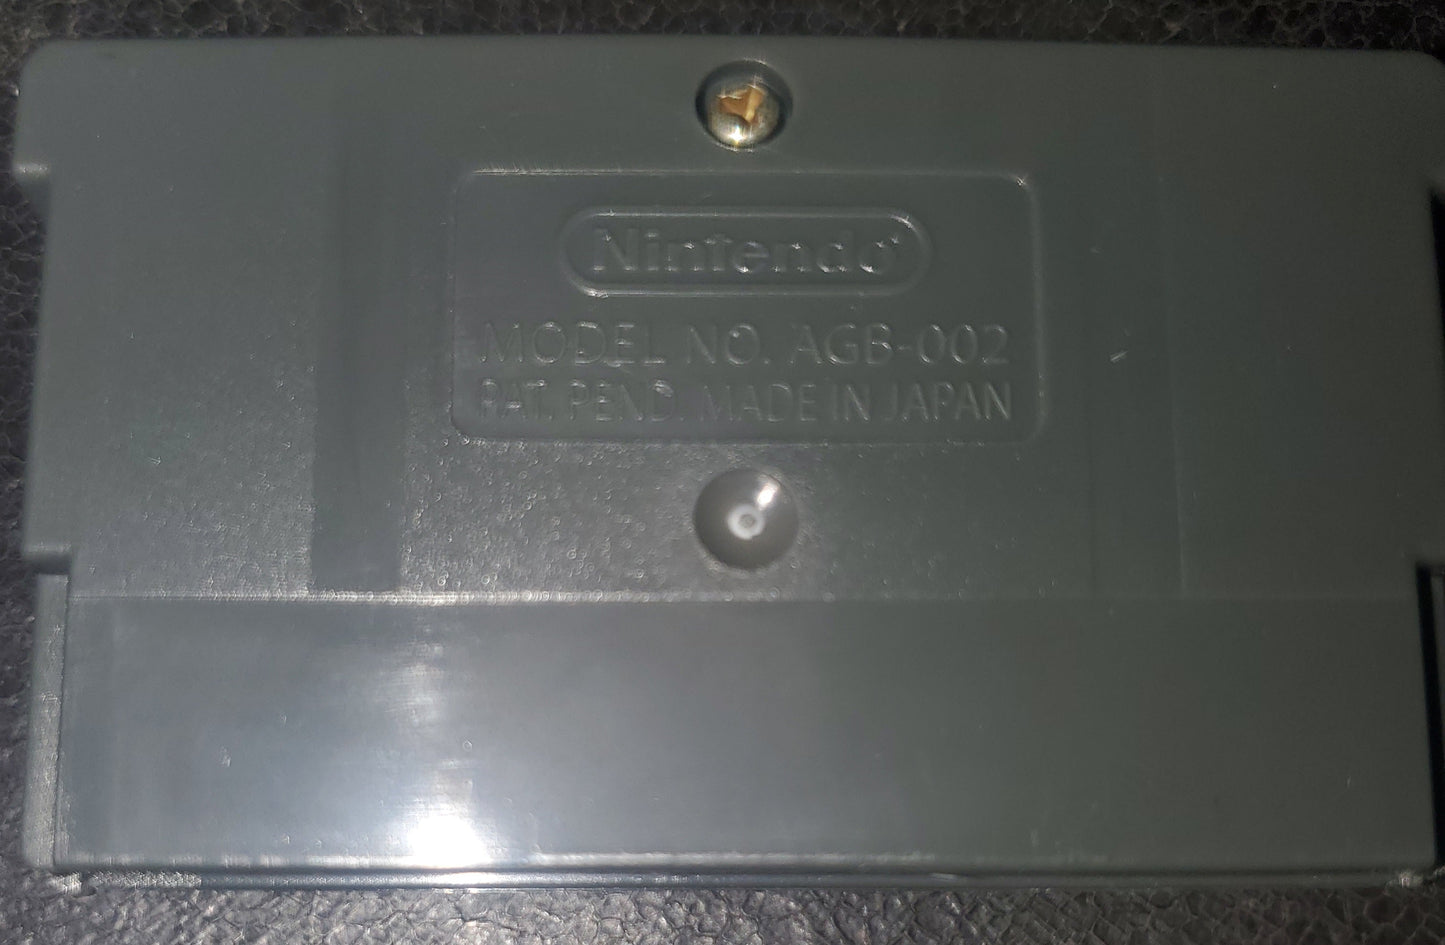 Nintendo
MODEL NO. AGB-002
PAT. PEND. MADE IN JAPAN